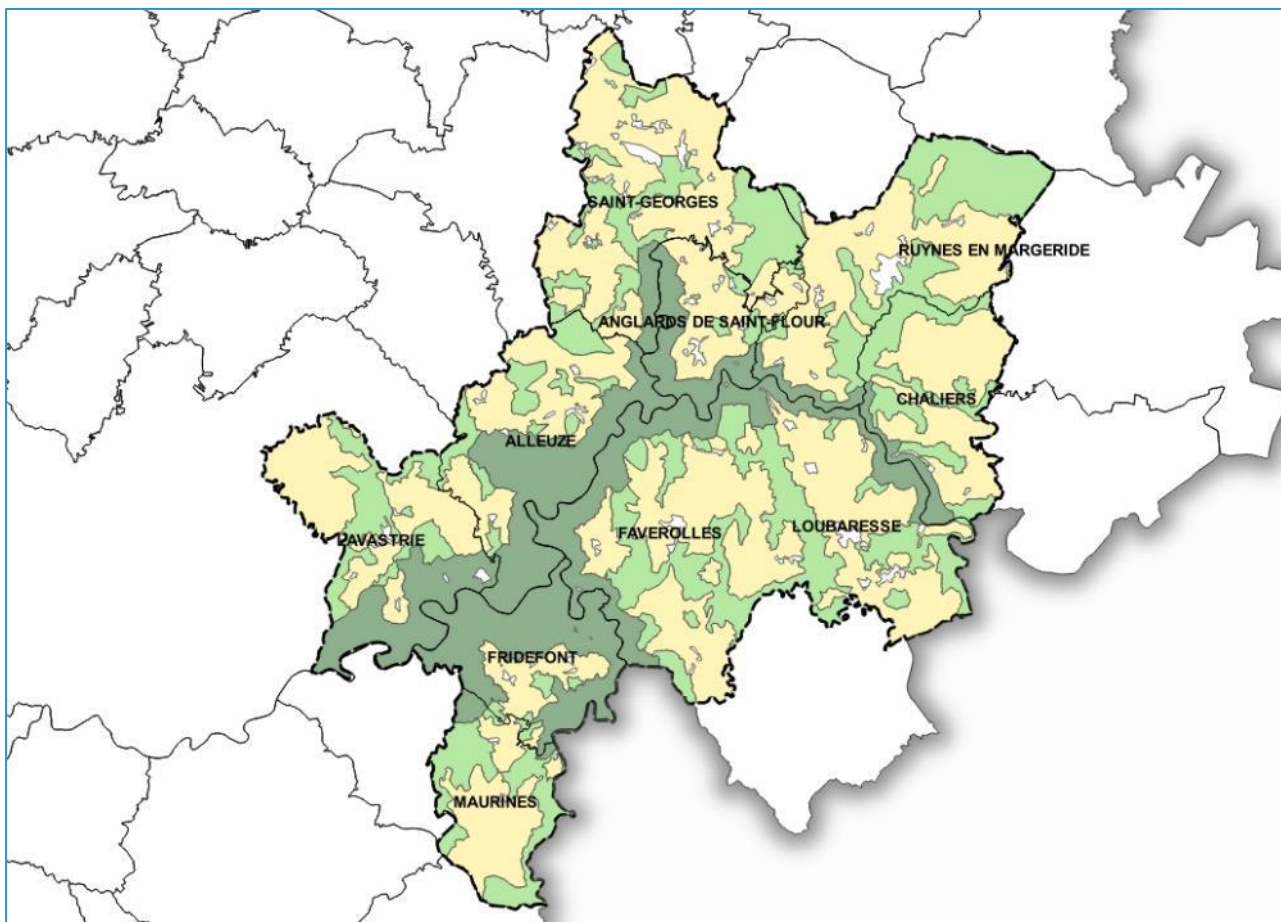 SAINT-GEORGES
RUYNES EN MARGERIDE
ANGLARDS DE SAINT-FLOUR
CHALIERS
ALLEUZE
LOUBARESSE
FAVEROLLES
LAVASTRIE
FRIDEFONT
MAURINES